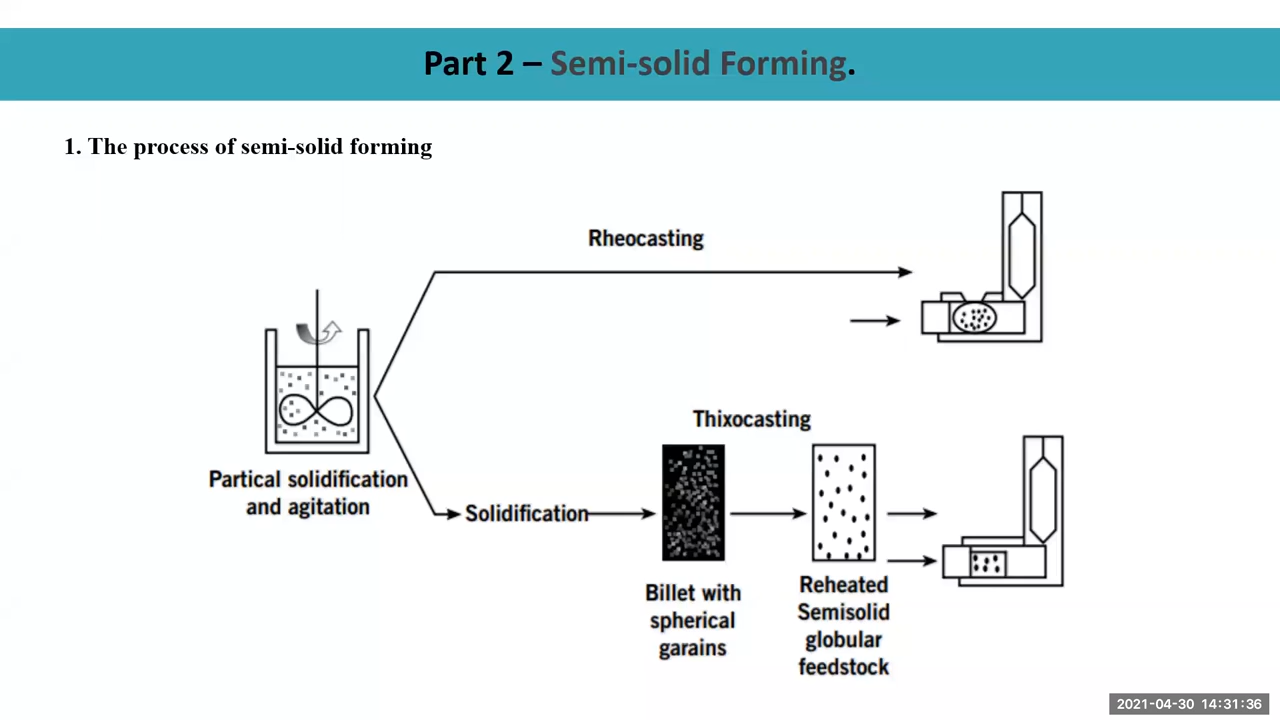 Part 2 – Semi-solid Forming.
1. The process of semi-solid forming
Rheocasting
Partical solidification
and agitation
Thixocasting
Solidification
Billet with
spherical
garains
Reheated
Semisolid
globular
feedstock
2021-04-30 14:31:36